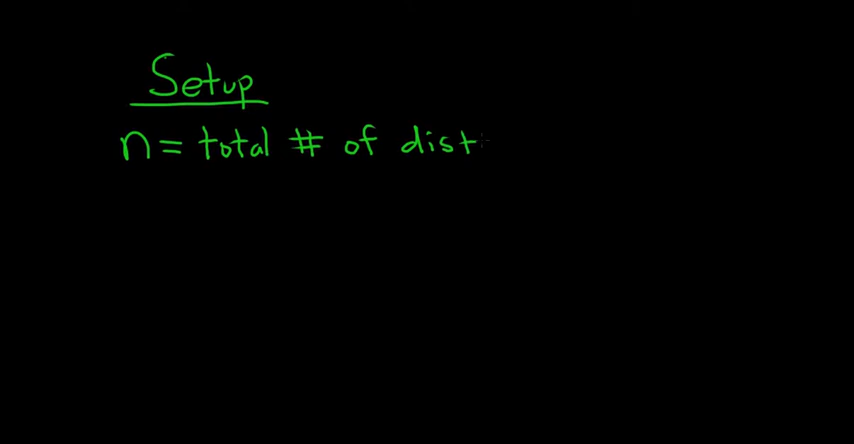 Setup
n = total # of dist